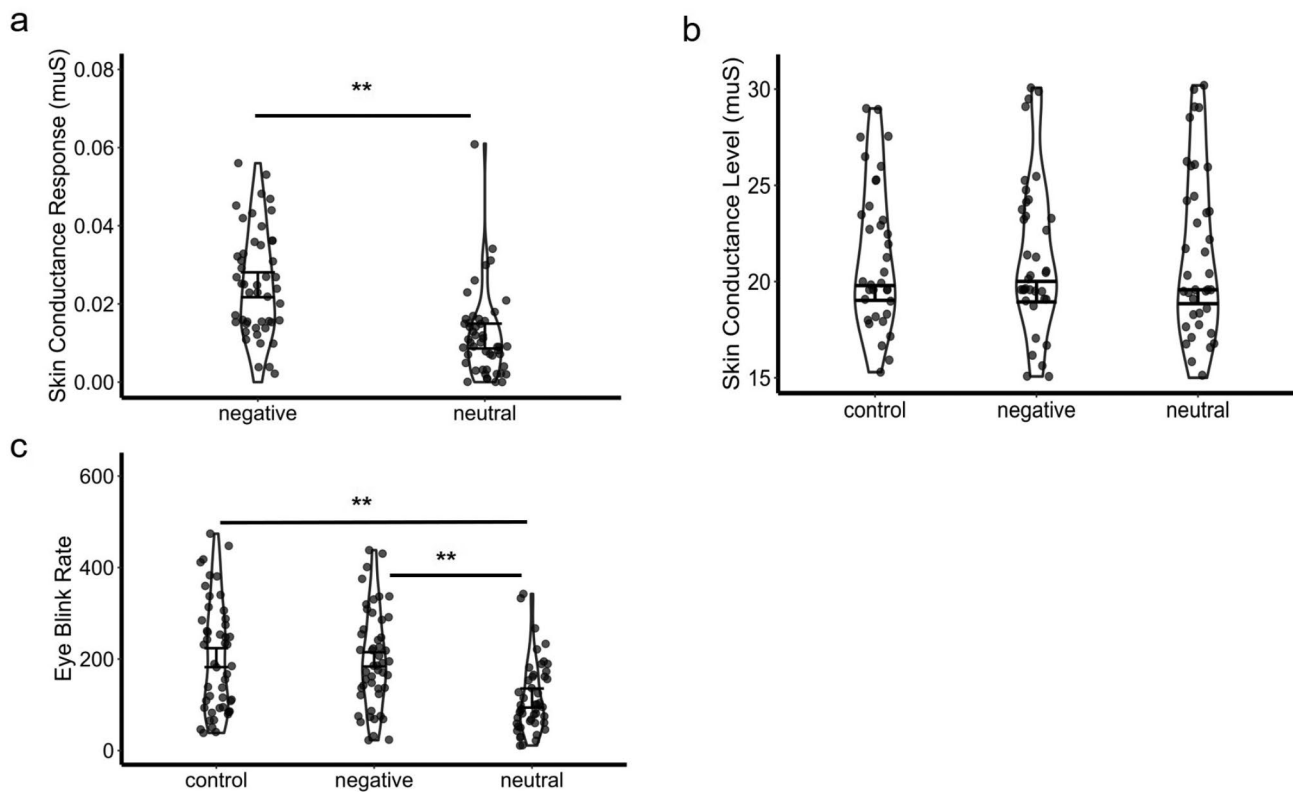 a
Skin Conductance Response (muS)
0.08
0.06
0.04
0.02
0.00
**
negative neutral
b
Skin Conductance Level (muS)
30
25
20
15
control negative neutral
c
Eye Blink Rate
600
400
200
0
**
**
control negative neutral